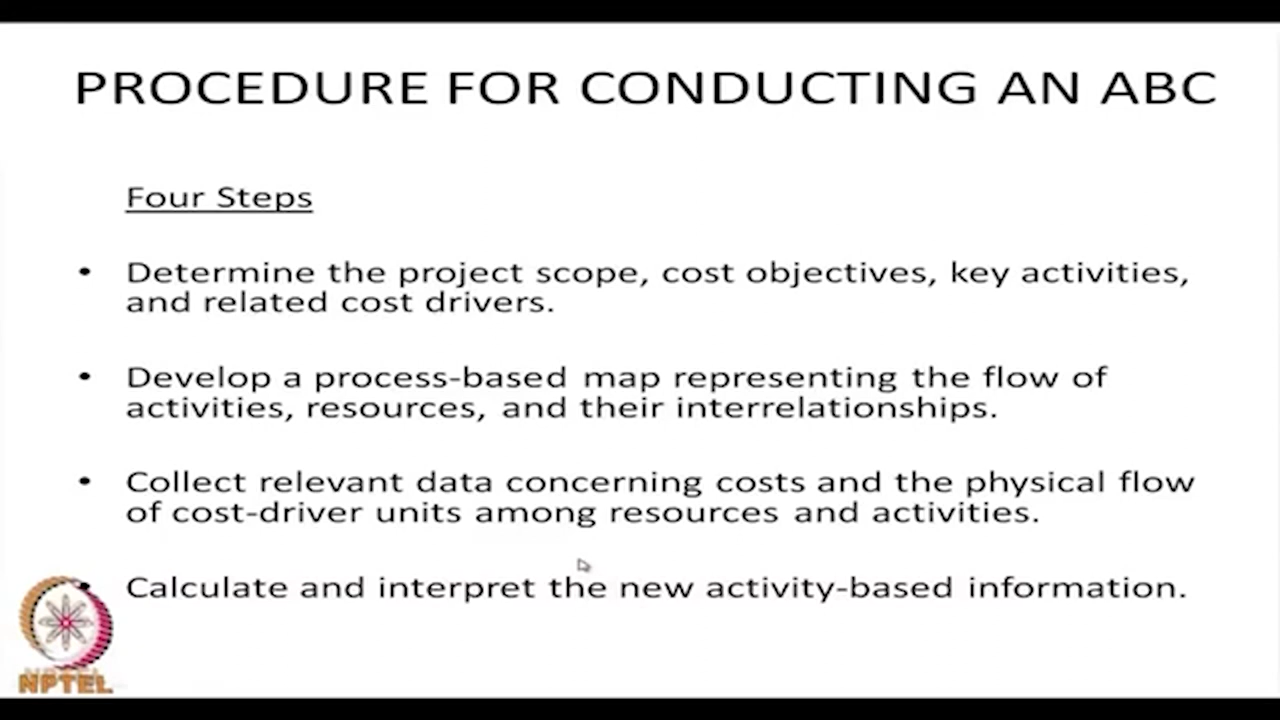 PROCEDURE FOR CONDUCTING AN ABC
Four Steps
• Determine the project scope, cost objectives, key activities,
and related cost drivers.
• Develop a process-based map representing the flow of
activities, resources, and their interrelationships.
• Collect relevant data concerning costs and the physical flow
of cost-driver units among resources and activities.
• Calculate and interpret the new activity-based information.
NPTEL